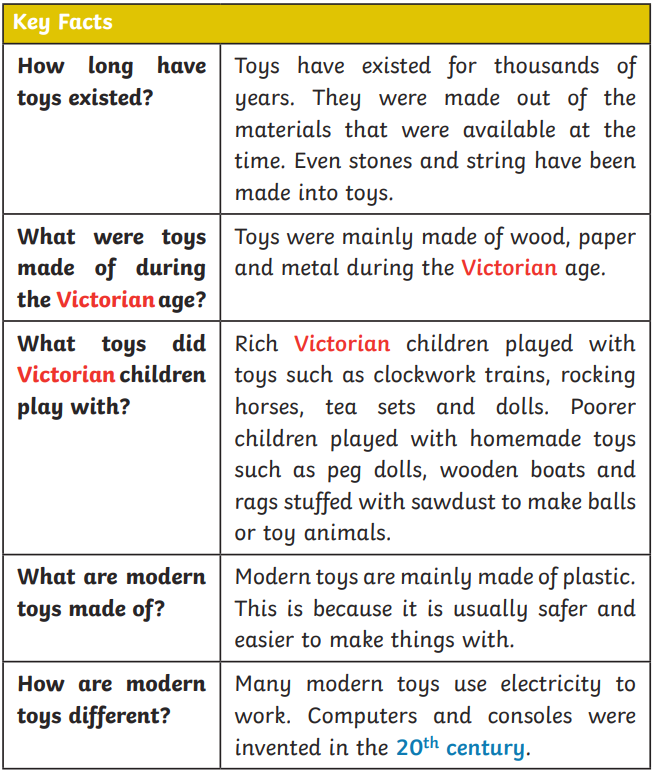 Key Facts
How long have
toys existed?
Toys have existed for thousands of
years. They were made out of the
materials that were available at the
time. Even stones and string have been
made into toys.
What were toys
made of during
the Victorian age?
Toys were mainly made of wood, paper
and metal during the Victorian age.
What toys did
Victorian children
play with?
Rich Victorian children played with
toys such as clockwork trains, rocking
horses, tea sets and dolls. Poorer
children played with homemade toys
such as peg dolls, wooden boats and
rags stuffed with sawdust to make balls
or toy animals.
What are modern
toys made of?
Modern toys are mainly made of plastic.
This is because it is usually safer and
easier to make things with.
How are modern
toys different?
Many modern toys use electricity to
work. Computers and consoles were
invented in the 20th century.